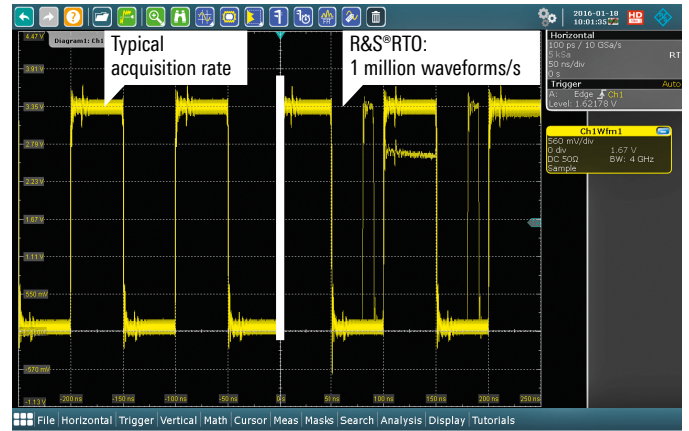 2016-01-18
10:01:35
HD
4.47 V
Diagram1: Ch1
Typical
acquisition rate
R&S®RTO:
1 million waveforms/s
Horizontal
100 ps / 10 GSa/s
5 kSa
RT
50 ns/div
0 s
Trigger
Auto
A: Edge Ch1
Level: 1.62178 V
3.91 V
3.35 V
2.79 V
2.23 V
1.67 V
1.11 V
550 mV
-570 mV
-1.13 V
Ch1Wfm1
560 mV/div
0 div 1.67 V
DC 50Ω BW: 4 GHz
Sample
-200 ns
-150 ns
-100 ns
-50 ns
0 s
50 ns
100 ns
150 ns
200 ns
250 ns
File Horizontal Trigger Vertical Math Cursor Meas Masks Search Analysis Display Tutorials